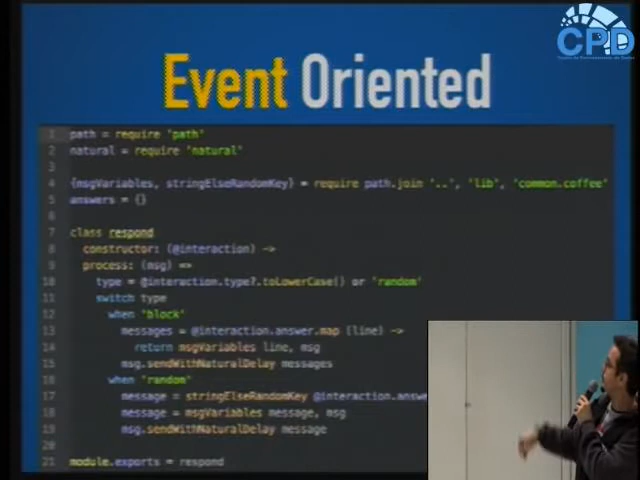 CPD
Event Oriented
1 path = require 'path'
2 natural = require 'natural'
3
4 {msgVariables, stringElseRandomKey} = require path.join '..', 'lib', 'common.coffee'
5 answers = {}
6
7 class respond
8 constructor: (@interaction) ->
9 process: (msg) =>
10 type = @interaction.type?.toLowerCase() or 'random'
11 switch type
12 when 'block'
13 messages = @interaction.answer.map (line) ->
14 return msgVariables line, msg
15 msg.sendWithNaturalDelay messages
16 when 'random'
17 message = stringElseRandomKey @interaction.answe
18 message = msgVariables message, msg
19 msg.sendWithNaturalDelay message
20
21 module.exports = respond